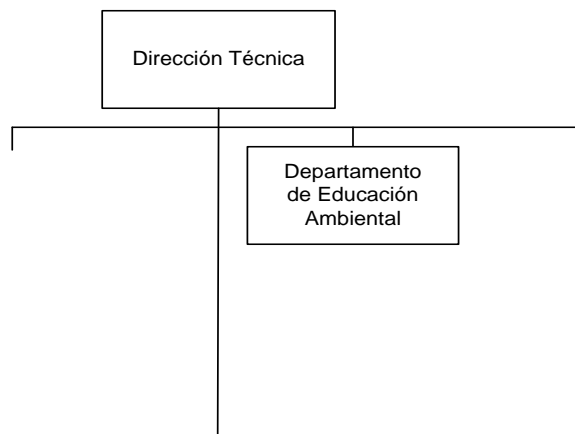 Dirección Técnica
Departamento
de Educación
Ambiental